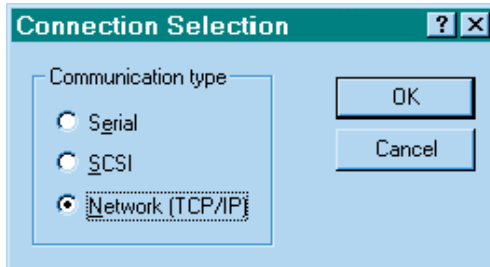 Connection Selection
? ×
Communication type
Serial
SCSI
Network (TCP/IP)
OK
Cancel